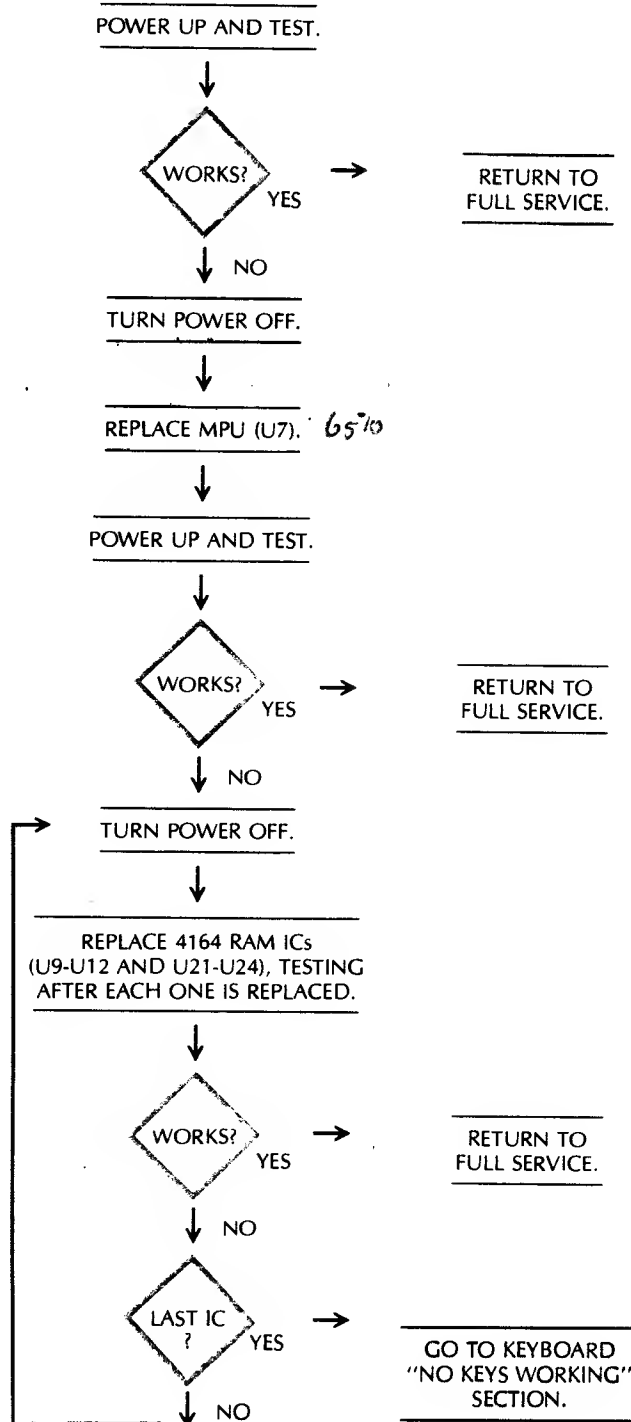 POWER UP AND TEST.
WORKS?
YES
RETURN TO
FULL SERVICE.
NO
TURN POWER OFF.
REPLACE MPU (U7). 6510
POWER UP AND TEST.
WORKS?
YES
RETURN TO
FULL SERVICE.
NO
TURN POWER OFF.
REPLACE 4164 RAM ICs
(U9-U12 AND U21-U24), TESTING
AFTER EACH ONE IS REPLACED.
WORKS?
YES
RETURN TO
FULL SERVICE.
NO
LAST IC
?
YES
GO TO KEYBOARD
"NO KEYS WORKING"
SECTION.
NO